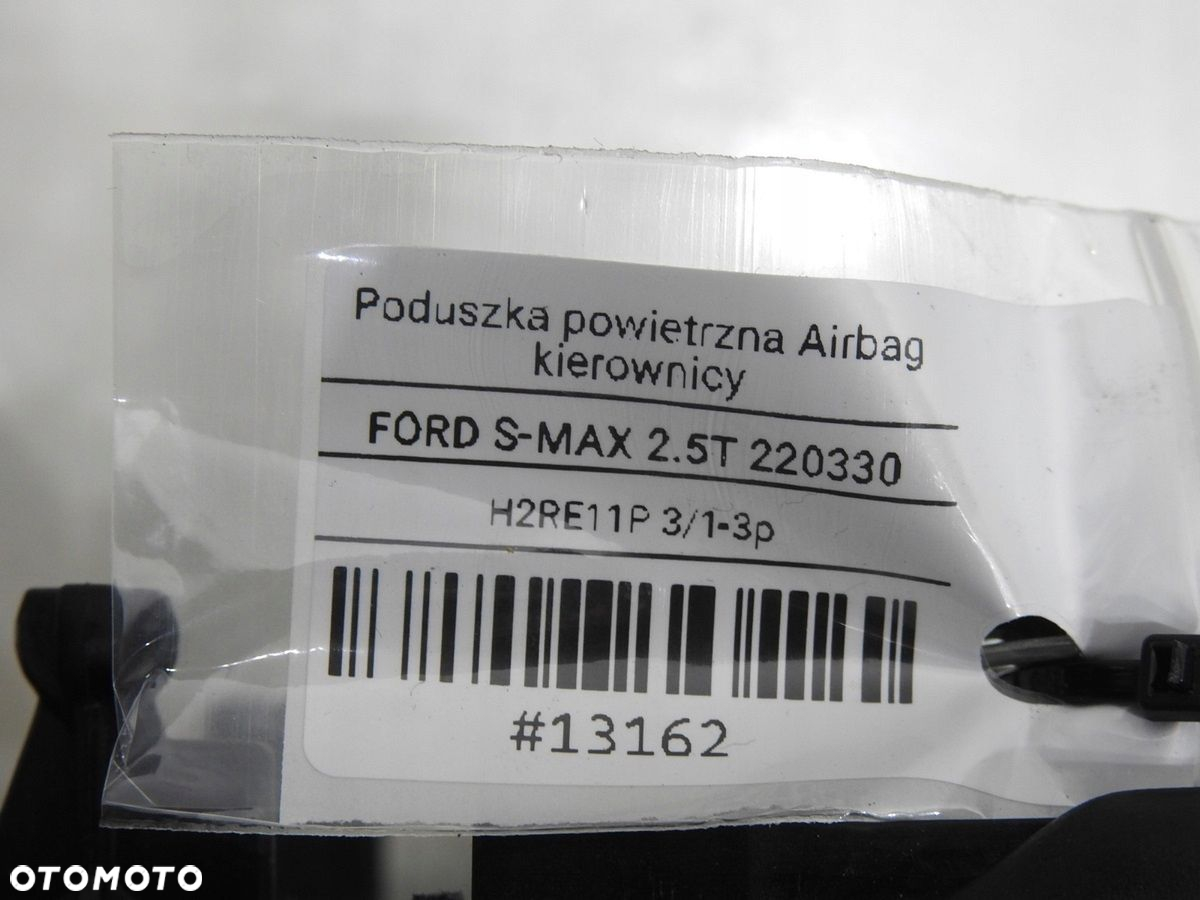 Poduszka powietrzna Airbag
kierownicy
FORD S-MAX 2.5T 220330
H2RE11P 3/1-3p
#13162
OTOMOTO